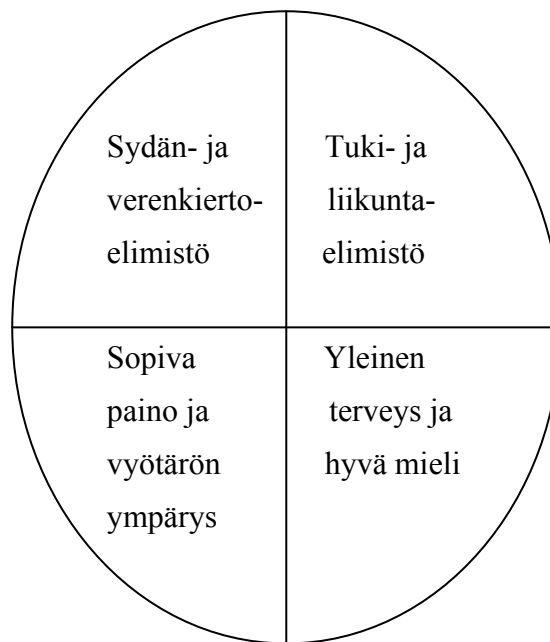 Sydän- ja
verenkierto-
elimistö
Tuki- ja
liikunta-
elimistö
Sopiva
paino ja
vyötärön
ympärys
Yleinen
terveys ja
hyvä mieli